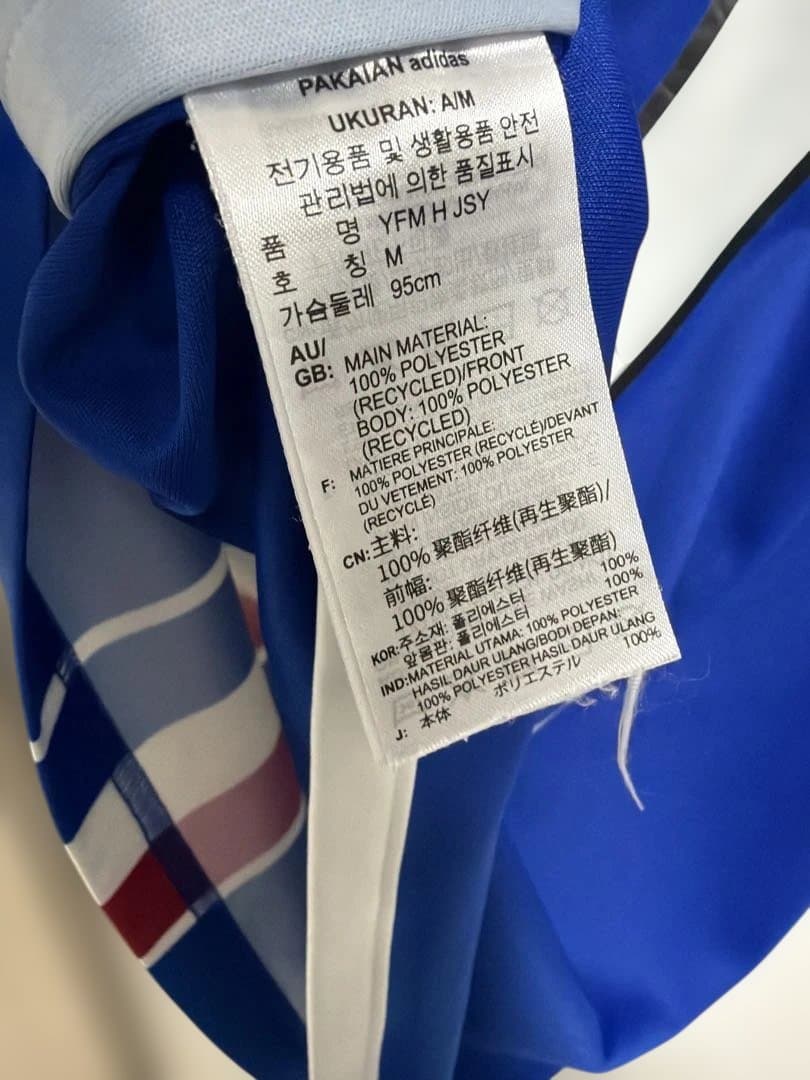 PAKAIAN adidas
UKURAN: A/M
전기용품 및 생활용품 안전
관리법에 의한 품질표시
품 명 YFM H JSY
호 칭 M
가슴둘레 95cm
AU/
GB: MAIN MATERIAL:
100% POLYESTER
(RECYCLED)/FRONT
BODY: 100% POLYESTER
(RECYCLED)
F: MATIERE PRINCIPALE:
100% POLYESTER (RECYCLÉ)/DEVANT
DU VETEMENT: 100% POLYESTER
(RECYCLÉ)
CN: 主料:
100% 聚酯纤维(再生聚酯)/
前幅:
100% 聚酯纤维(再生聚酯)
KOR: 주소재: 폴리에스터 100%
앞몸판: 폴리에스터 100%
IND: MATERIAL UTAMA: 100% POLYESTER
HASIL DAUR ULANG/BODI DEPAN:
100% POLYESTER HASIL DAUR ULANG
J: 本体 ポリエステル 100%